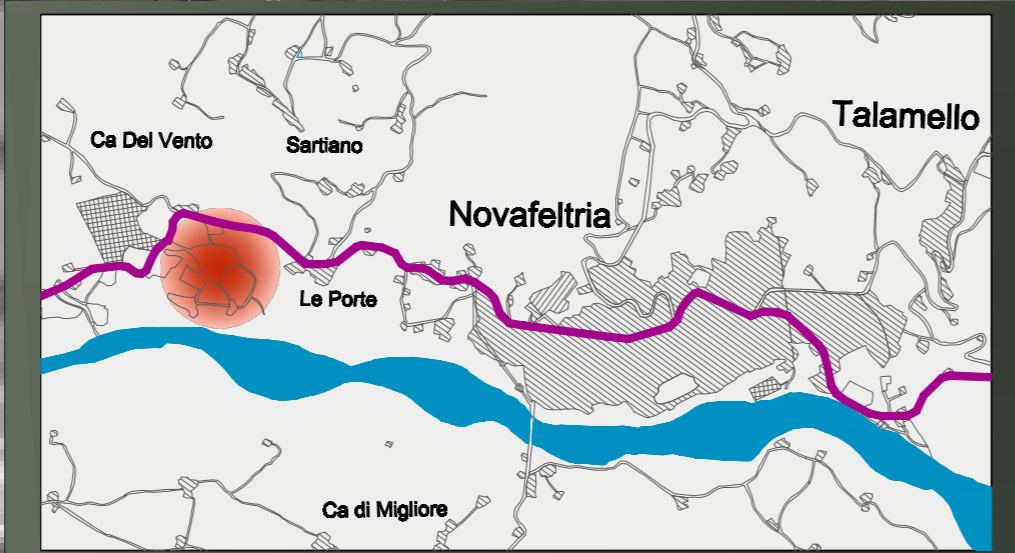 Talamello
Ca Del Vento
Sartiano
Novafeltria
Le Porte
Ca di Migliore